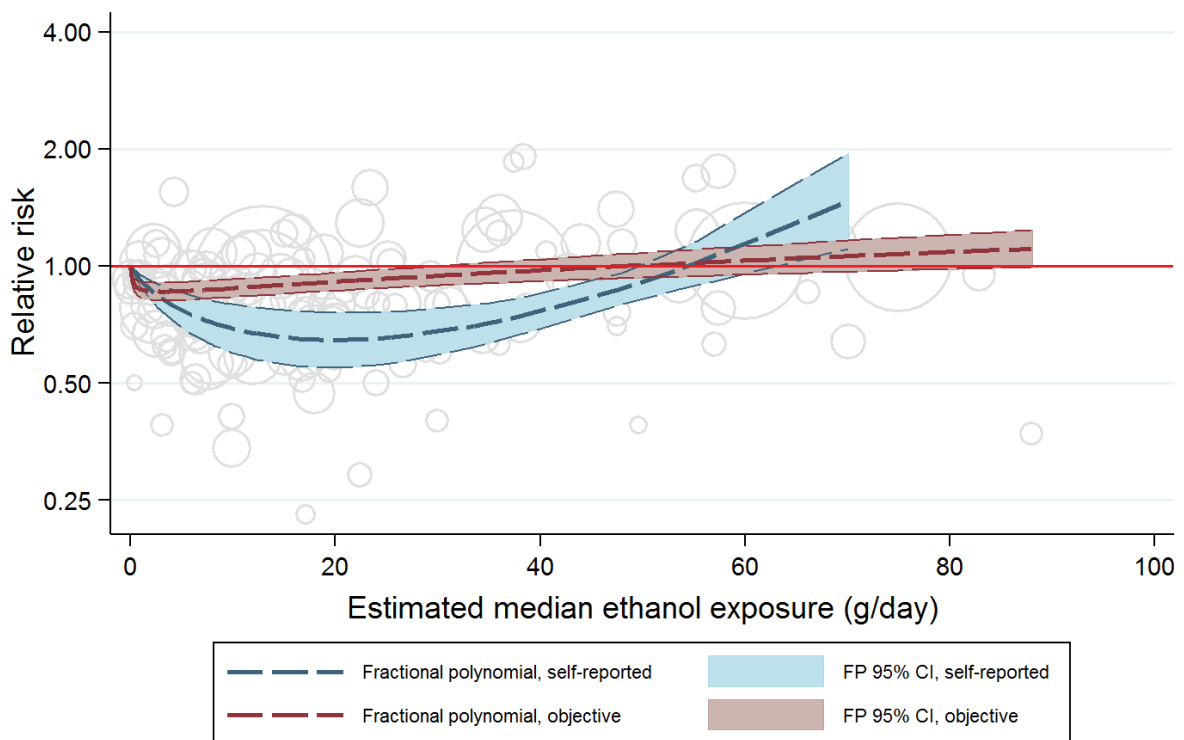 4.00
2.00
1.00
0.50
0.25
Relative risk
0 20 40 60 80 100
Estimated median ethanol exposure (g/day)
Fractional polynomial, self-reported FP 95% CI, self-reported
Fractional polynomial, objective FP 95% CI, objective